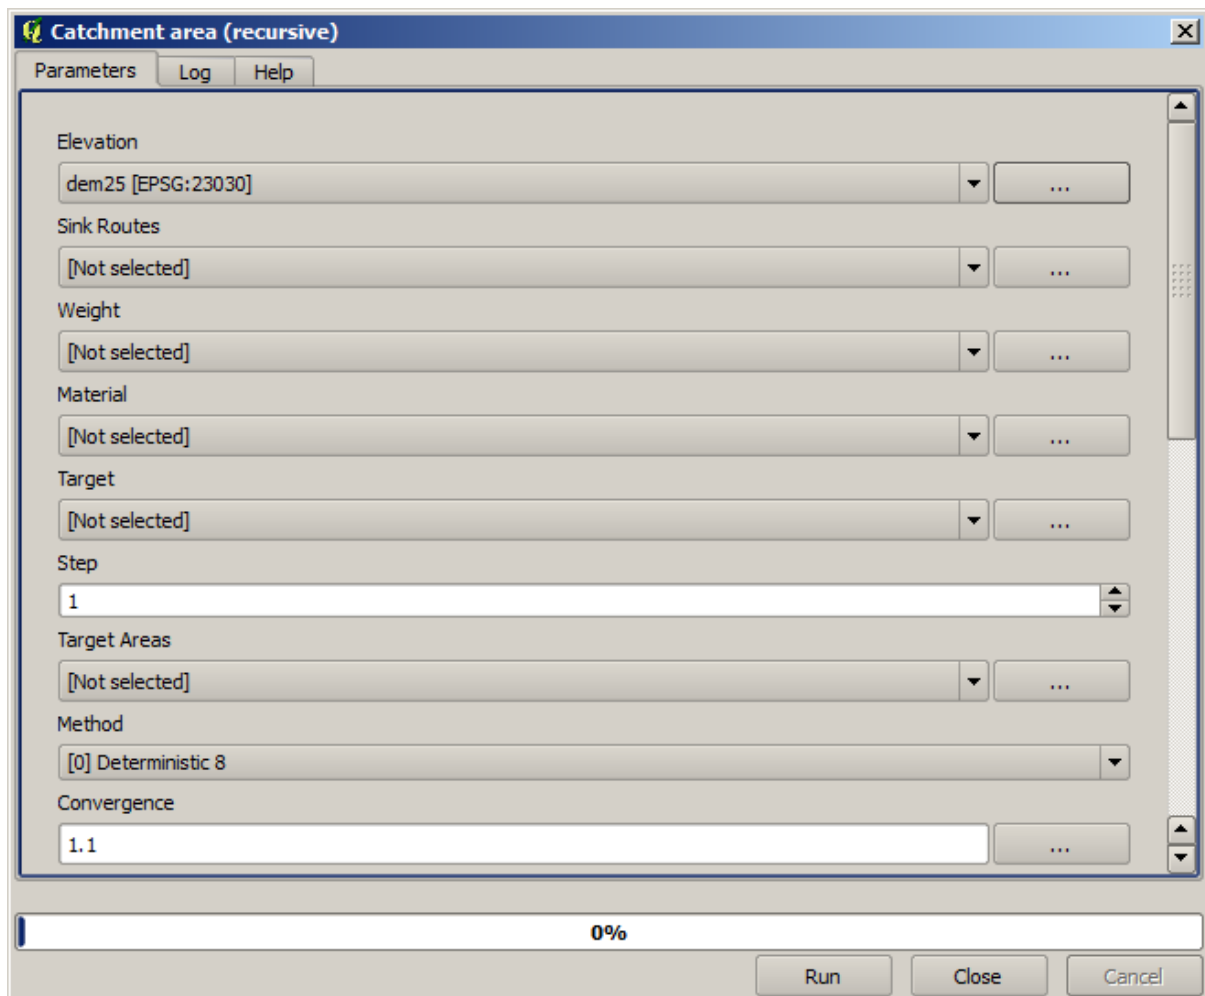 Catchment area (recursive)
Parameters Log Help
Elevation
dem25 [EPSG:23030] ...
Sink Routes
[Not selected] ...
Weight
[Not selected] ...
Material
[Not selected] ...
Target
[Not selected] ...
Step
1
Target Areas
[Not selected] ...
Method
[0] Deterministic 8
Convergence
1.1 ...
0%
Run Close Cancel